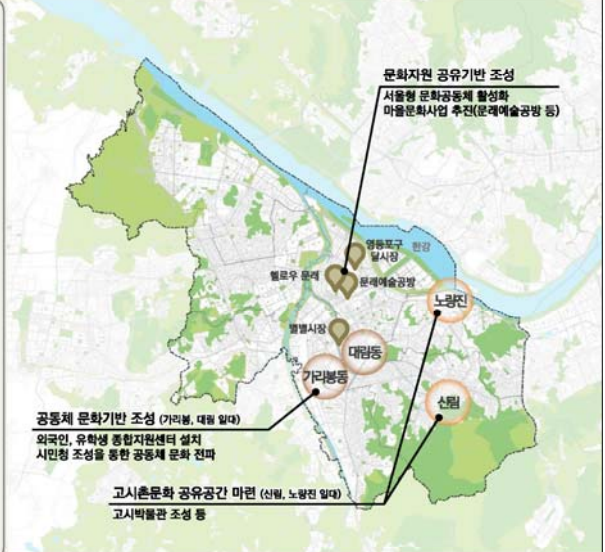 문화자원 공유기반 조성
서울형 문화공동체 활성화
마을문화사업 추진(문래예술공방 등)
영등포구
달시장
한강
헬로우 문래
문래예술공방
노량진
별별시장
대림동
가리봉동
신림
공동체 문화기반 조성 (가리봉, 대림 일대)
외국인, 유학생 종합지원센터 설치
시민청 조성을 통한 공동체 문화 전파
고시촌문화 공유공간 마련 (신림, 노량진 일대)
고시박물관 조성 등